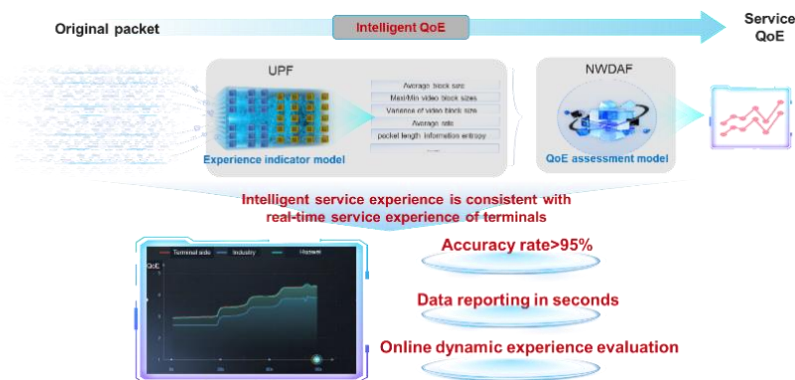 Original packet
Intelligent QoE
Service
QoE
UPF
NWDAF
Average block size
Maxi/Min video block sizes
Variance of video block size
Average rate
pocket length information entropy
......
Experience indicator model
QoE assessment model
Intelligent service experience is consistent with
real-time service experience of terminals
Terminal side
Industry
Huawei
QoE
Accuracy rate>95%
Data reporting in seconds
Online dynamic experience evaluation